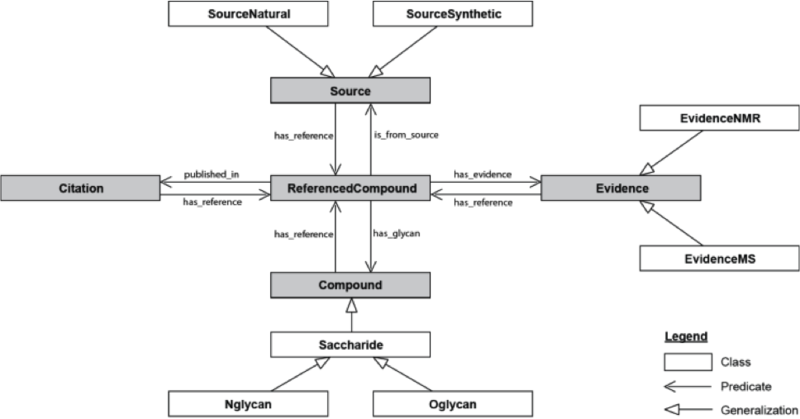 SourceNatural
SourceSynthetic
Source
EvidenceNMR
has_reference
is_from_source
published_in
has_evidence
Citation
ReferencedCompound
Evidence
has_reference
has_reference
has_reference
has_glycan
EvidenceMS
Compound
Legend
Saccharide
Class
Predicate
Nglycan
Oglycan
Generalization